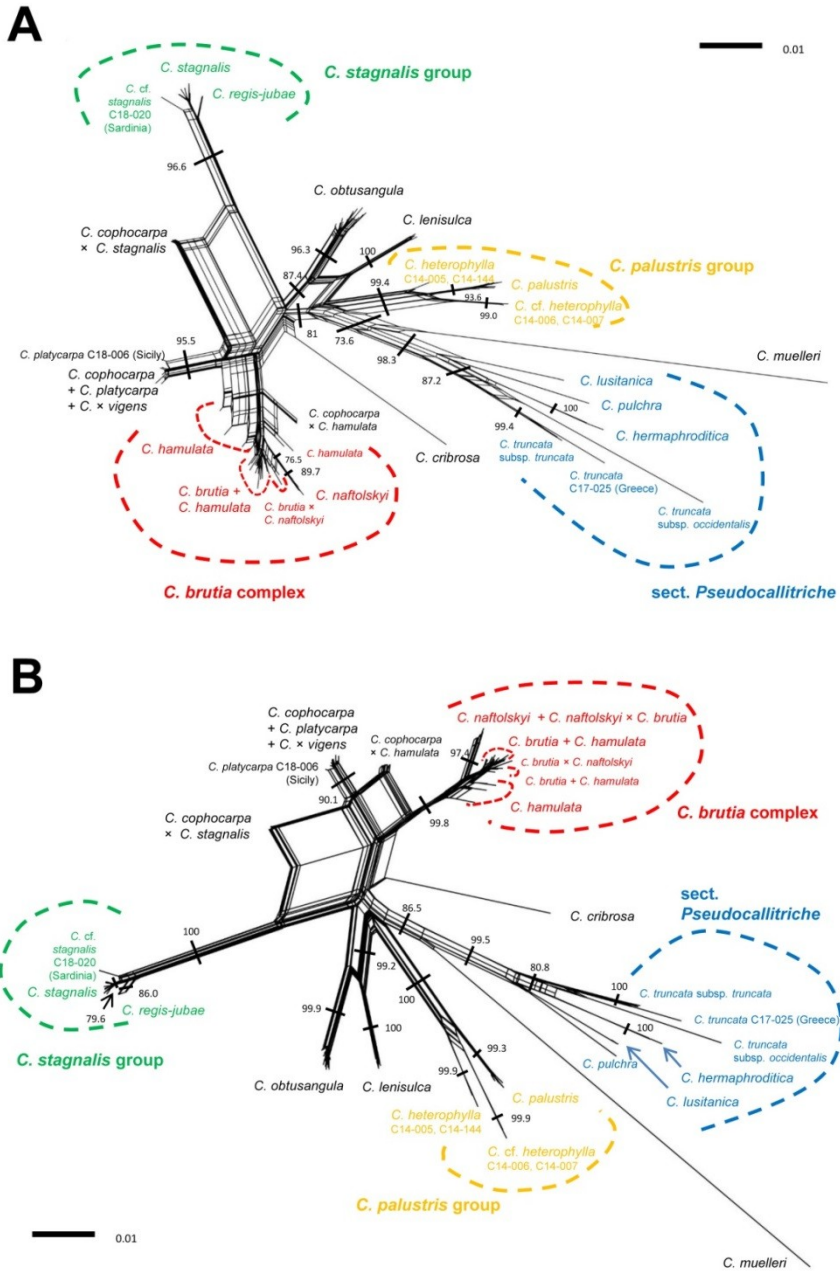 A
0.01
C. stagnalis
C. stagnalis group
C. cf.
stagnalis
C18-020
(Sardinia)
C. regis-jubae
96.6
C. obtusangula
C. lenisulca
C. cophocarpa
× C. stagnalis
96.3
100
87.4
C. heterophylla
C14-005, C14-144
C. palustris group
99.4
C. palustris
93.6
99.0
C. cf. heterophylla
C14-006, C14-007
81
73.6
95.5
98.3
C. muelleri
C. platycarpa C18-006 (Sicily)
C. cophocarpa
+ C. platycarpa
+ C. × vigens
87.2
C. lusitanica
C. pulchra
100
99.4
C. hermaphroditica
C. cophocarpa
× C. hamulata
C. hamulata
C. hamulata
76.5
89.7
C. cribrosa
C. truncata
subsp. truncata
C. truncata
C17-025 (Greece)
C. brutia +
C. hamulata
C. brutia ×
C. naftolskyi
C. naftolskyi
C. truncata
subsp. occidentalis
C. brutia complex
sect. Pseudocallitriche
B
C. cophocarpa
+ C. platycarpa
+ C. × vigens
C. cophocarpa
× C. hamulata
C. platycarpa C18-006
(Sicily)
90.1
C. naftolskyi + C. naftolskyi × C. brutia
C. brutia + C. hamulata
97.4
C. brutia × C. naftolskyi
C. brutia + C. hamulata
C. hamulata
99.8
C. brutia complex
C. cophocarpa
× C. stagnalis
sect.
Pseudocallitriche
C. cribrosa
86.5
99.5
100
80.8
C. cf.
stagnalis
C18-020
(Sardinia)
C. stagnalis
86.0
79.6
C. regis-jubae
C. stagnalis group
99.2
100
99.9
100
100
C. truncata subsp. truncata
C. truncata C17-025 (Greece)
100
C. truncata
subsp. occidentalis
C. pulchra
C. hermaphroditica
C. lusitanica
99.3
99.9
C. obtusangula
C. lenisulca
C. palustris
C. heterophylla
C14-005, C14-144
99.9
C. cf. heterophylla
C14-006, C14-007
C. palustris group
0.01
C. muelleri